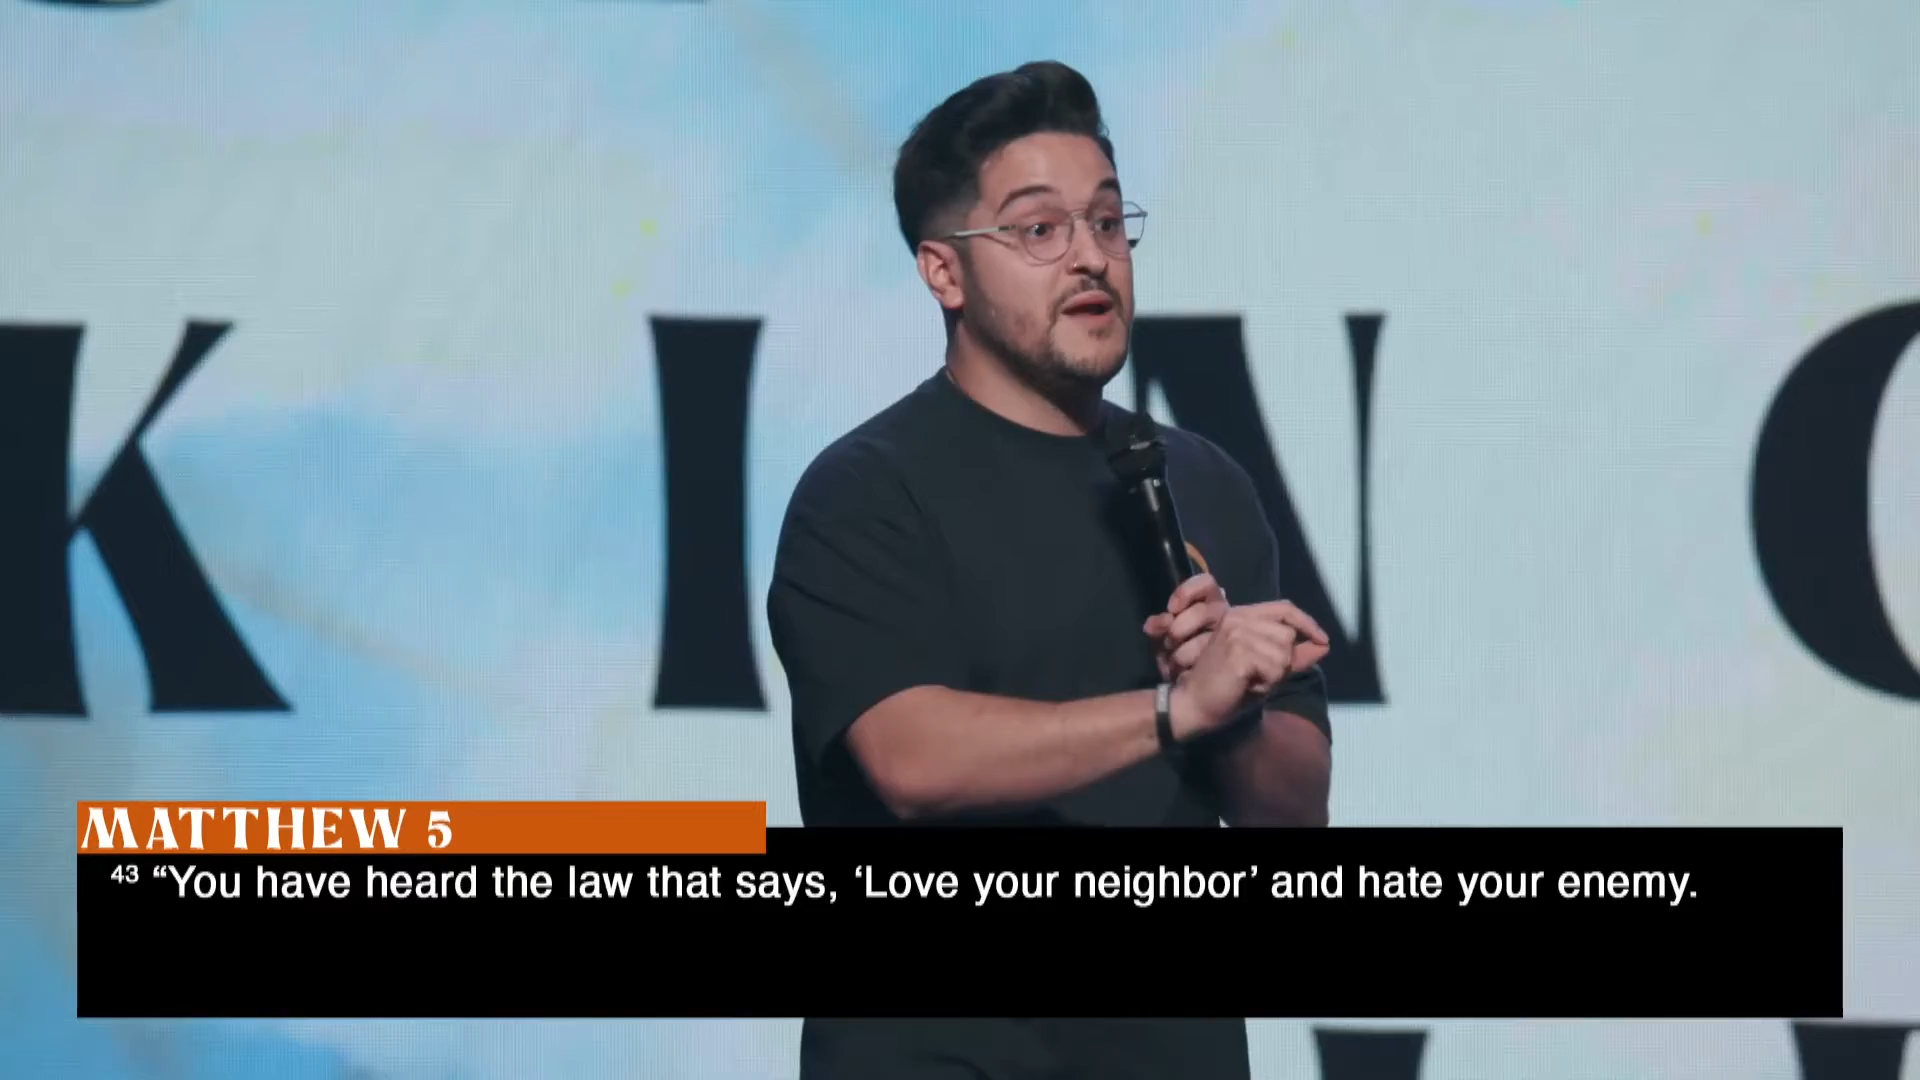 K I N
MATTHEW 5
43 “You have heard the law that says, ‘Love your neighbor’ and hate your enemy.